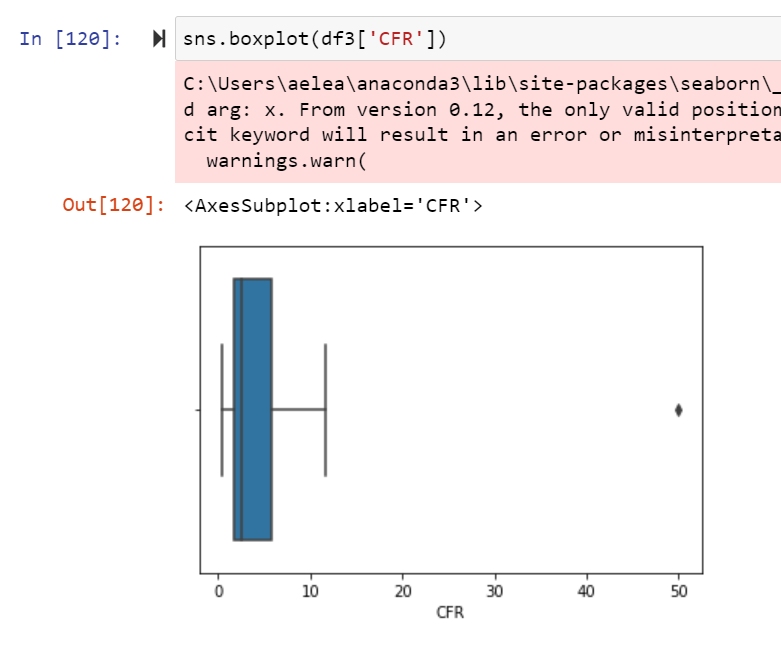 In [120]: sns.boxplot(df3['CFR'])
C:\Users\aelea\anaconda3\lib\site-packages\seaborn\_
d arg: x. From version 0.12, the only valid position
cit keyword will result in an error or misinterpreta
warnings.warn(
Out[120]: <AxesSubplot:xlabel='CFR'>
0 10 20 30 40 50
CFR